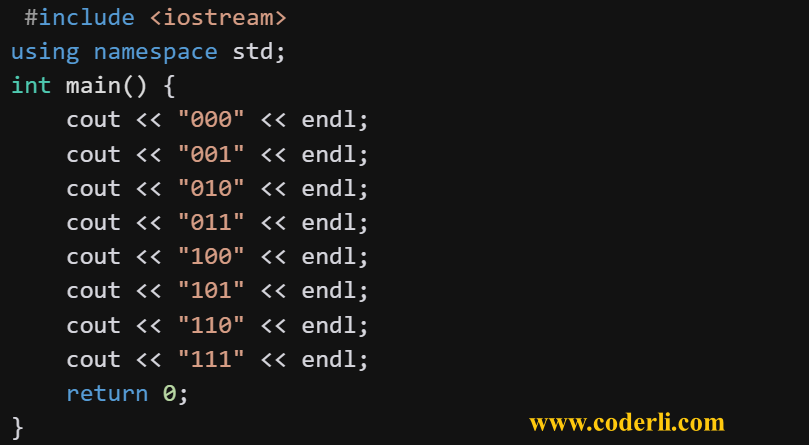 #include <iostream>
using namespace std;
int main() {
    cout << "000" << endl;
    cout << "001" << endl;
    cout << "010" << endl;
    cout << "011" << endl;
    cout << "100" << endl;
    cout << "101" << endl;
    cout << "110" << endl;
    cout << "111" << endl;
    return 0;
}
www.coderli.com